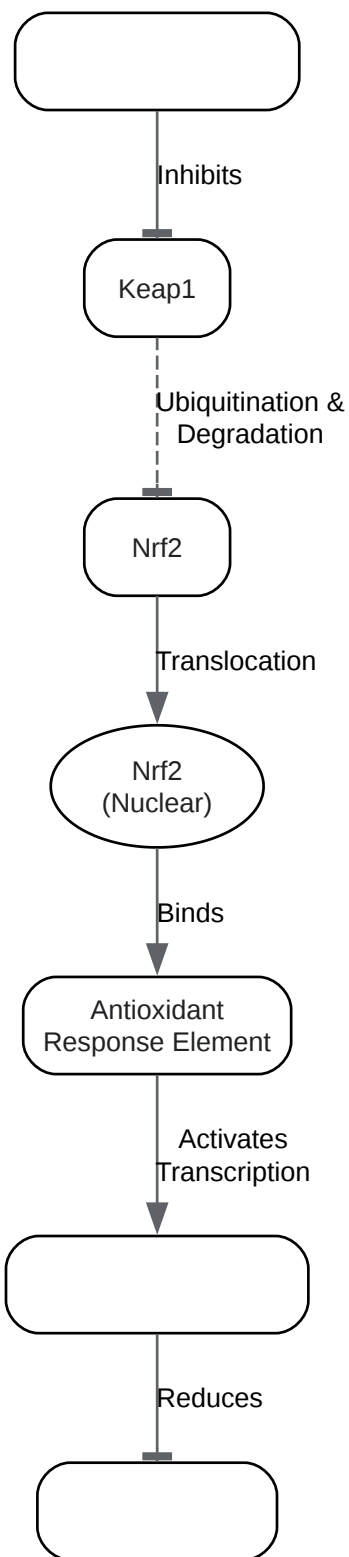 Inhibits
Keap1
Ubiquitination &
Degradation
Nrf2
Translocation
Nrf2
(Nuclear)
Binds
Antioxidant
Response Element
Activates
Transcription
Reduces